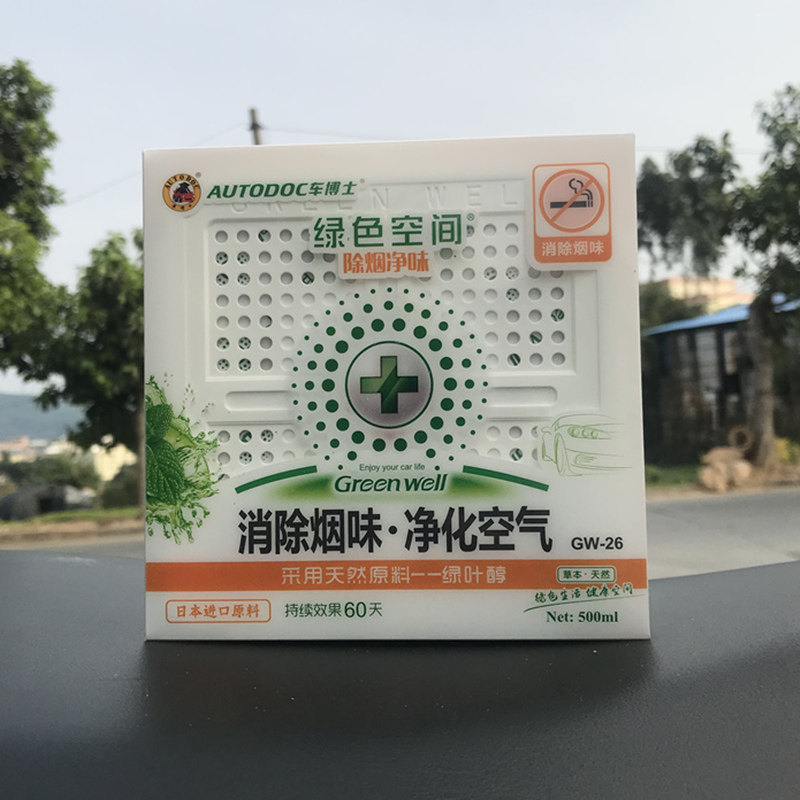 AUTODOC
AUTODOC车博士®
GREEN WEL
绿色空间®
除烟净味
消除烟味
Enjoy your car life
Green well
消除烟味·净化空气 GW-26
采用天然原料——绿叶醇
草本·天然
绿色生活 健康空间
日本进口原料 持续效果60天
Net: 500ml